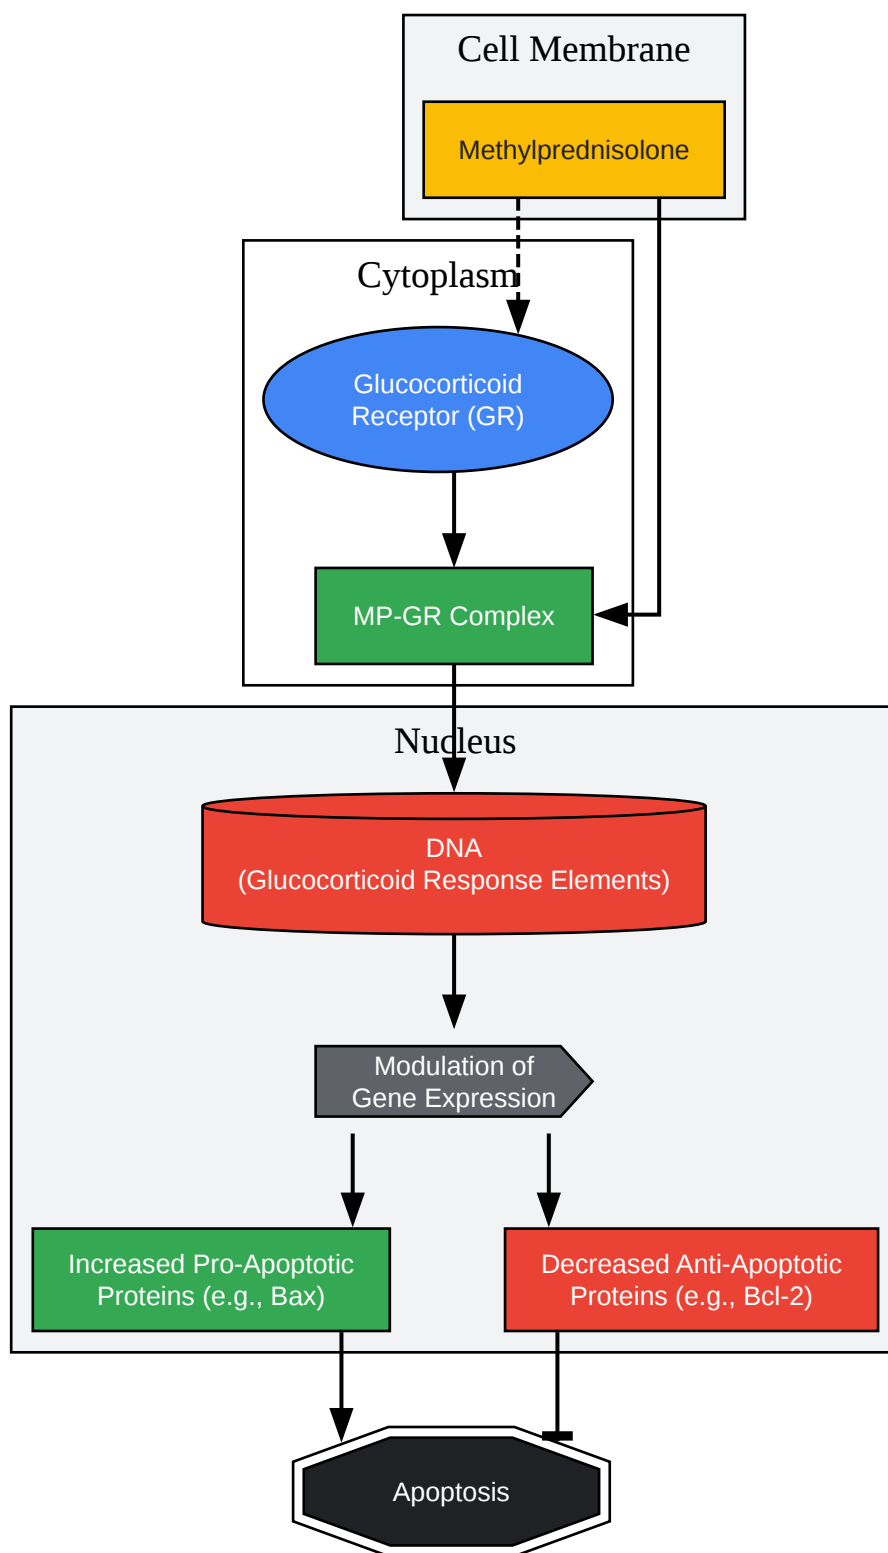 Cell Membrane
Methylprednisolone
Cytoplasm
Glucocorticoid
Receptor (GR)
MP-GR Complex
Nucleus
DNA
(Glucocorticoid Response Elements)
Modulation of
Gene Expression
Increased Pro-Apoptotic
Proteins (e.g., Bax)
Decreased Anti-Apoptotic
Proteins (e.g., Bcl-2)
Apoptosis